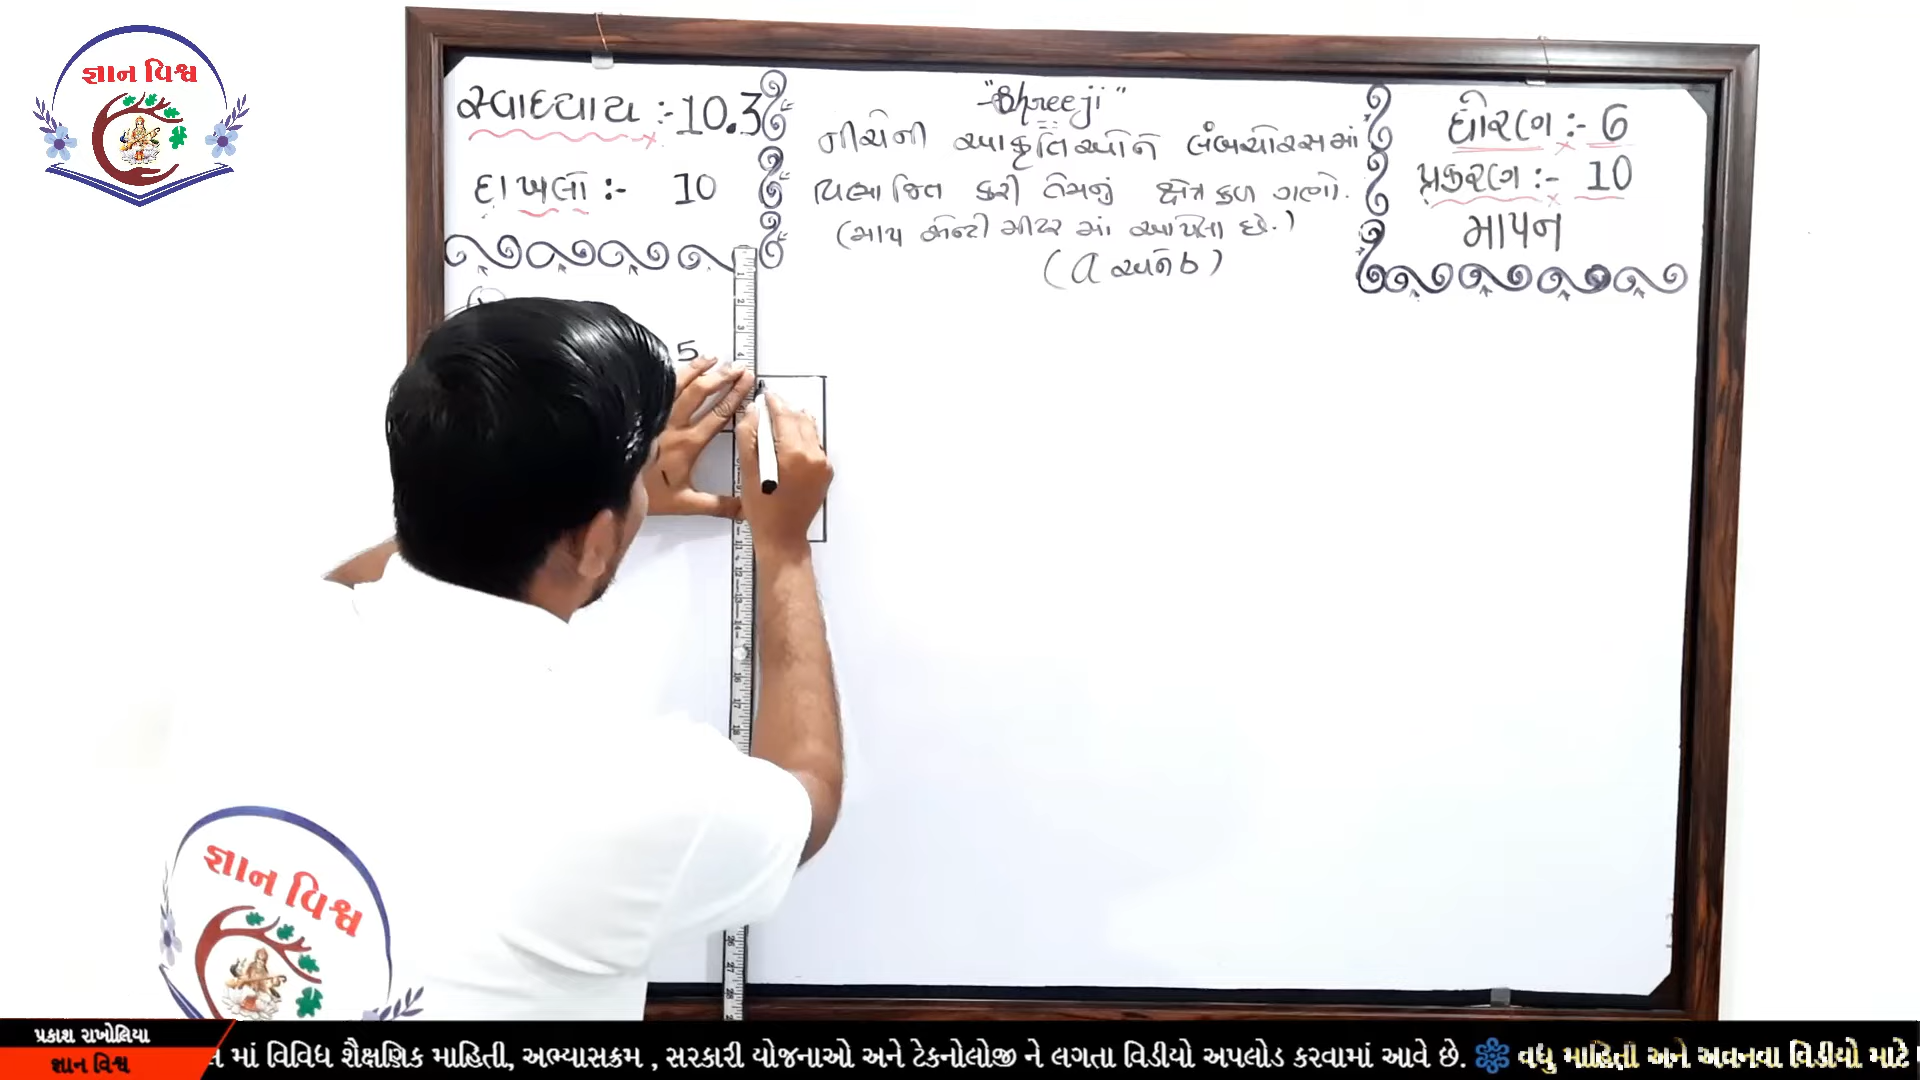 જ્ઞાન વિશ્વ
સ્વાધ્યાય :- 10.3
દાખલો :- 10
"Shreeji"
નીચેની આકૃતિઓને લંબચોરસમાં
વિભાજિત કરી તેમનું ક્ષેત્રફળ ગણો.
(માપ સેન્ટીમીટર માં આપેલા છે.)
(a અને b)
ધોરણ :- 6
પ્રકરણ :- 10
માપન
5
જ્ઞાન વિશ્વ
પ્રકાશ રાખોલિયા
જ્ઞાન વિશ્વ
માં વિવિધ શૈક્ષણિક માહિતી, અભ્યાસક્રમ , સરકારી યોજનાઓ અને ટેકનોલોજી ને લગતા વિડીયો અપલોડ કરવામાં આવે છે. વધુ માહિતી અને અવનવા વિડીયો માટે